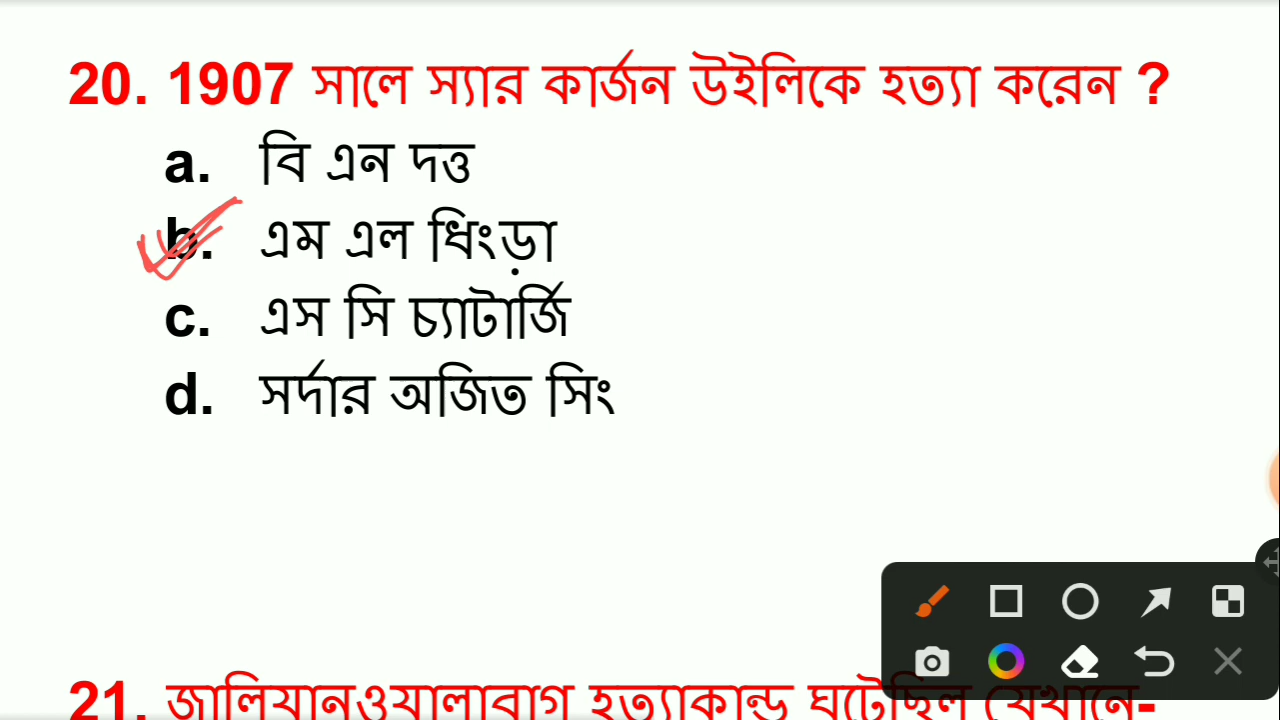 20. 1907 সালে স্যার কার্জন উইলিকে হত্যা করেন ?
a. বি এন দত্ত
b. এম এল ধিংড়া
c. এস সি চ্যাটার্জি
d. সর্দার অজিত সিং
21. জালিয়ানওয়ালাবাগ হত্যাকান্ড ঘটেছিল যেখানে-